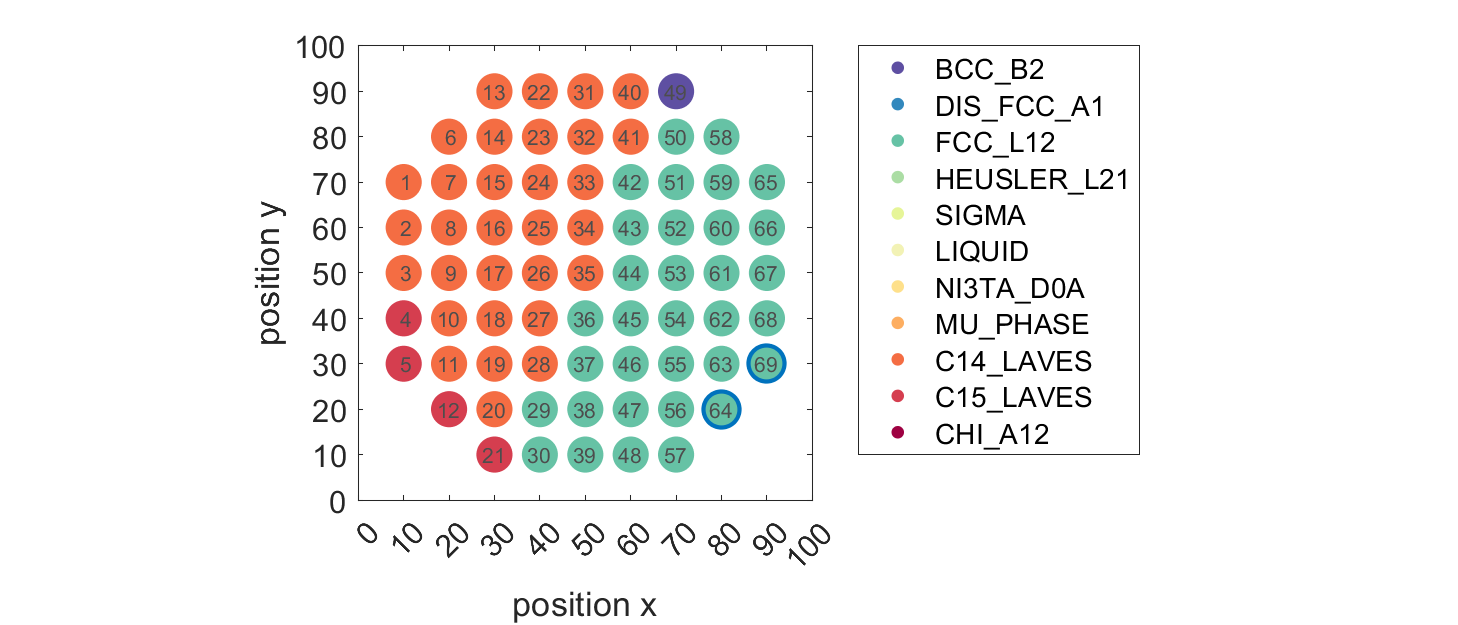 100
90
80
70
60
50
40
30
20
10
0
position y
13 22 31 40 49
6 14 23 32 41 50 58
1 7 15 24 33 42 51 59 65
2 8 16 25 34 43 52 60 66
3 9 17 26 35 44 53 61 67
4 10 18 27 36 45 54 62 68
5 11 19 28 37 46 55 63 69
12 20 29 38 47 56 64
21 30 39 48 57
0 10 20 30 40 50 60 70 80 90 100
position x
BCC_B2
DIS_FCC_A1
FCC_L12
HEUSLER_L21
SIGMA
LIQUID
NI3TA_D0A
MU_PHASE
C14_LAVES
C15_LAVES
CHI_A12